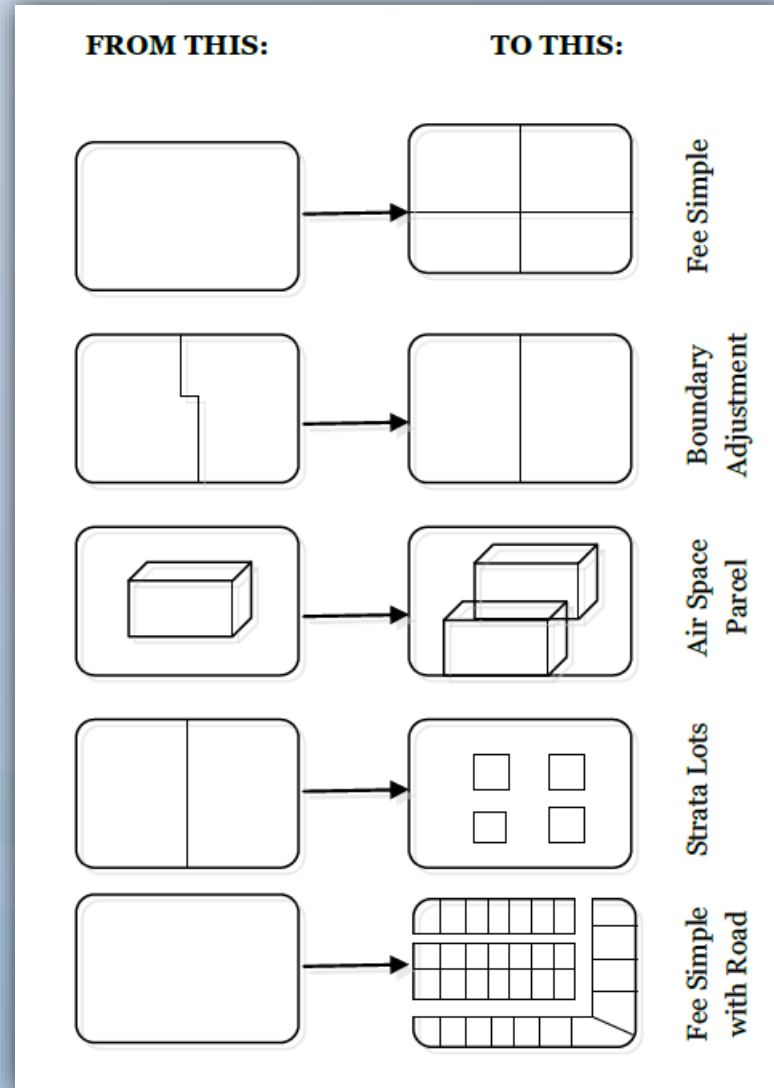 FROM THIS:
TO THIS:
Fee Simple
Boundary
Adjustment
Air Space
Parcel
Strata Lots
Fee Simple
with Road